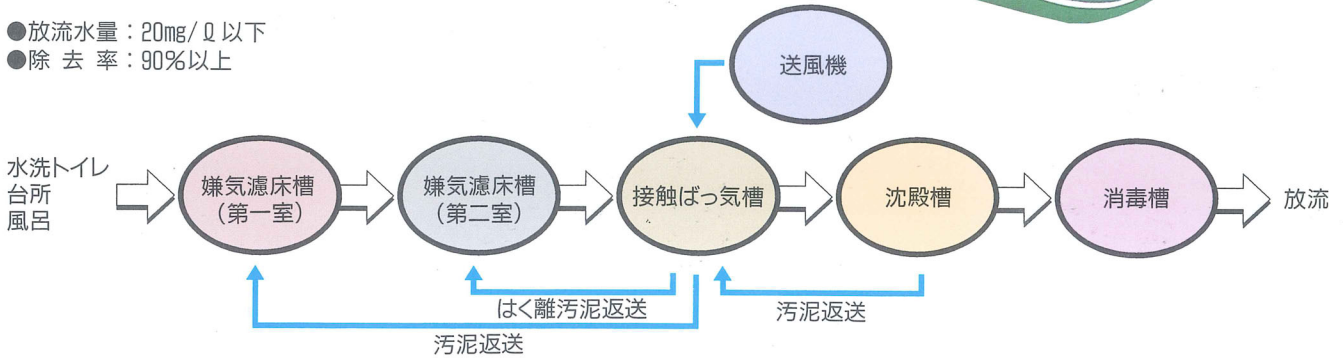 ●放流水量：20mg/ℓ以下
●除去率：90%以上
送風機
水洗トイレ
台所
風呂
嫌気濾床槽
(第一室)
嫌気濾床槽
(第二室)
接触ばっ気槽
沈殿槽
消毒槽
放流
はく離汚泥返送
汚泥返送
汚泥返送